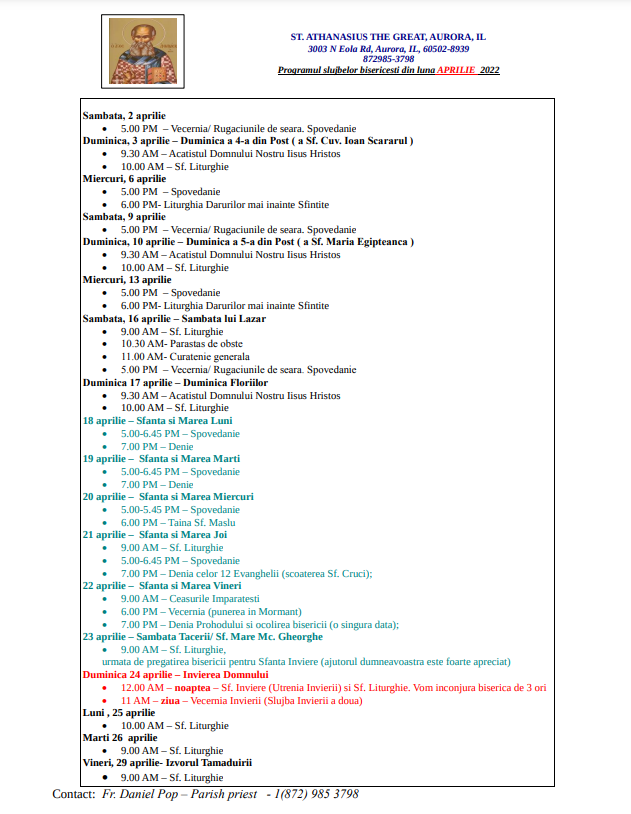 ST. ATHANASIUS THE GREAT, AURORA, IL
3003 N Eola Rd, Aurora, IL, 60502-8939
872985-3798
Programul slujbelor bisericesti din luna APRILIE 2022
Sambata, 2 aprilie
• 5.00 PM – Vecernia/ Rugaciunile de seara. Spovedanie
Duminica, 3 aprilie – Duminica a 4-a din Post ( a Sf. Cuv. Ioan Scararul )
• 9.30 AM – Acatistul Domnului Nostru Iisus Hristos
• 10.00 AM – Sf. Liturghie
Miercuri, 6 aprilie
• 5.00 PM – Spovedanie
• 6.00 PM- Liturghia Darurilor mai inainte Sfintite
Sambata, 9 aprilie
• 5.00 PM – Vecernia/ Rugaciunile de seara. Spovedanie
Duminica, 10 aprilie – Duminica a 5-a din Post ( a Sf. Maria Egipteanca )
• 9.30 AM – Acatistul Domnului Nostru Iisus Hristos
• 10.00 AM – Sf. Liturghie
Miercuri, 13 aprilie
• 5.00 PM – Spovedanie
• 6.00 PM- Liturghia Darurilor mai inainte Sfintite
Sambata, 16 aprilie – Sambata lui Lazar
• 9.00 AM – Sf. Liturghie
• 10.30 AM- Parastas de obste
• 11.00 AM- Curatenie generala
• 5.00 PM – Vecernia/ Rugaciunile de seara. Spovedanie
Duminica 17 aprilie – Duminica Floriilor
• 9.30 AM – Acatistul Domnului Nostru Iisus Hristos
• 10.00 AM – Sf. Liturghie
18 aprilie – Sfanta si Marea Luni
• 5.00-6.45 PM – Spovedanie
• 7.00 PM – Denie
19 aprilie – Sfanta si Marea Marti
• 5.00-6.45 PM – Spovedanie
• 7.00 PM – Denie
20 aprilie – Sfanta si Marea Miercuri
• 5.00-5.45 PM – Spovedanie
• 6.00 PM – Taina Sf. Maslu
21 aprilie – Sfanta si Marea Joi
• 9.00 AM – Sf. Liturghie
• 5.00-6.45 PM – Spovedanie
• 7.00 PM – Denia celor 12 Evanghelii (scoaterea Sf. Cruci);
22 aprilie – Sfanta si Marea Vineri
• 9.00 AM – Ceasurile Imparatesti
• 6.00 PM – Vecernia (punerea in Mormant)
• 7.00 PM – Denia Prohodului si ocolirea bisericii (o singura data);
23 aprilie – Sambata Tacerii/ Sf. Mare Mc. Gheorghe
• 9.00 AM – Sf. Liturghie,
urmata de pregatirea bisericii pentru Sfanta Inviere (ajutorul dumneavoastra este foarte apreciat)
Duminica 24 aprilie – Invierea Domnului
• 12.00 AM – noaptea – Sf. Inviere (Utrenia Invierii) si Sf. Liturghie. Vom inconjura biserica de 3 ori
• 11 AM – ziua – Vecernia Invierii (Slujba Invierii a doua)
Luni , 25 aprilie
• 10.00 AM – Sf. Liturghie
Marti 26 aprilie
• 9.00 AM – Sf. Liturghie
Vineri, 29 aprilie- Izvorul Tamaduirii
• 9.00 AM – Sf. Liturghie
Contact: Fr. Daniel Pop – Parish priest - 1(872) 985 3798